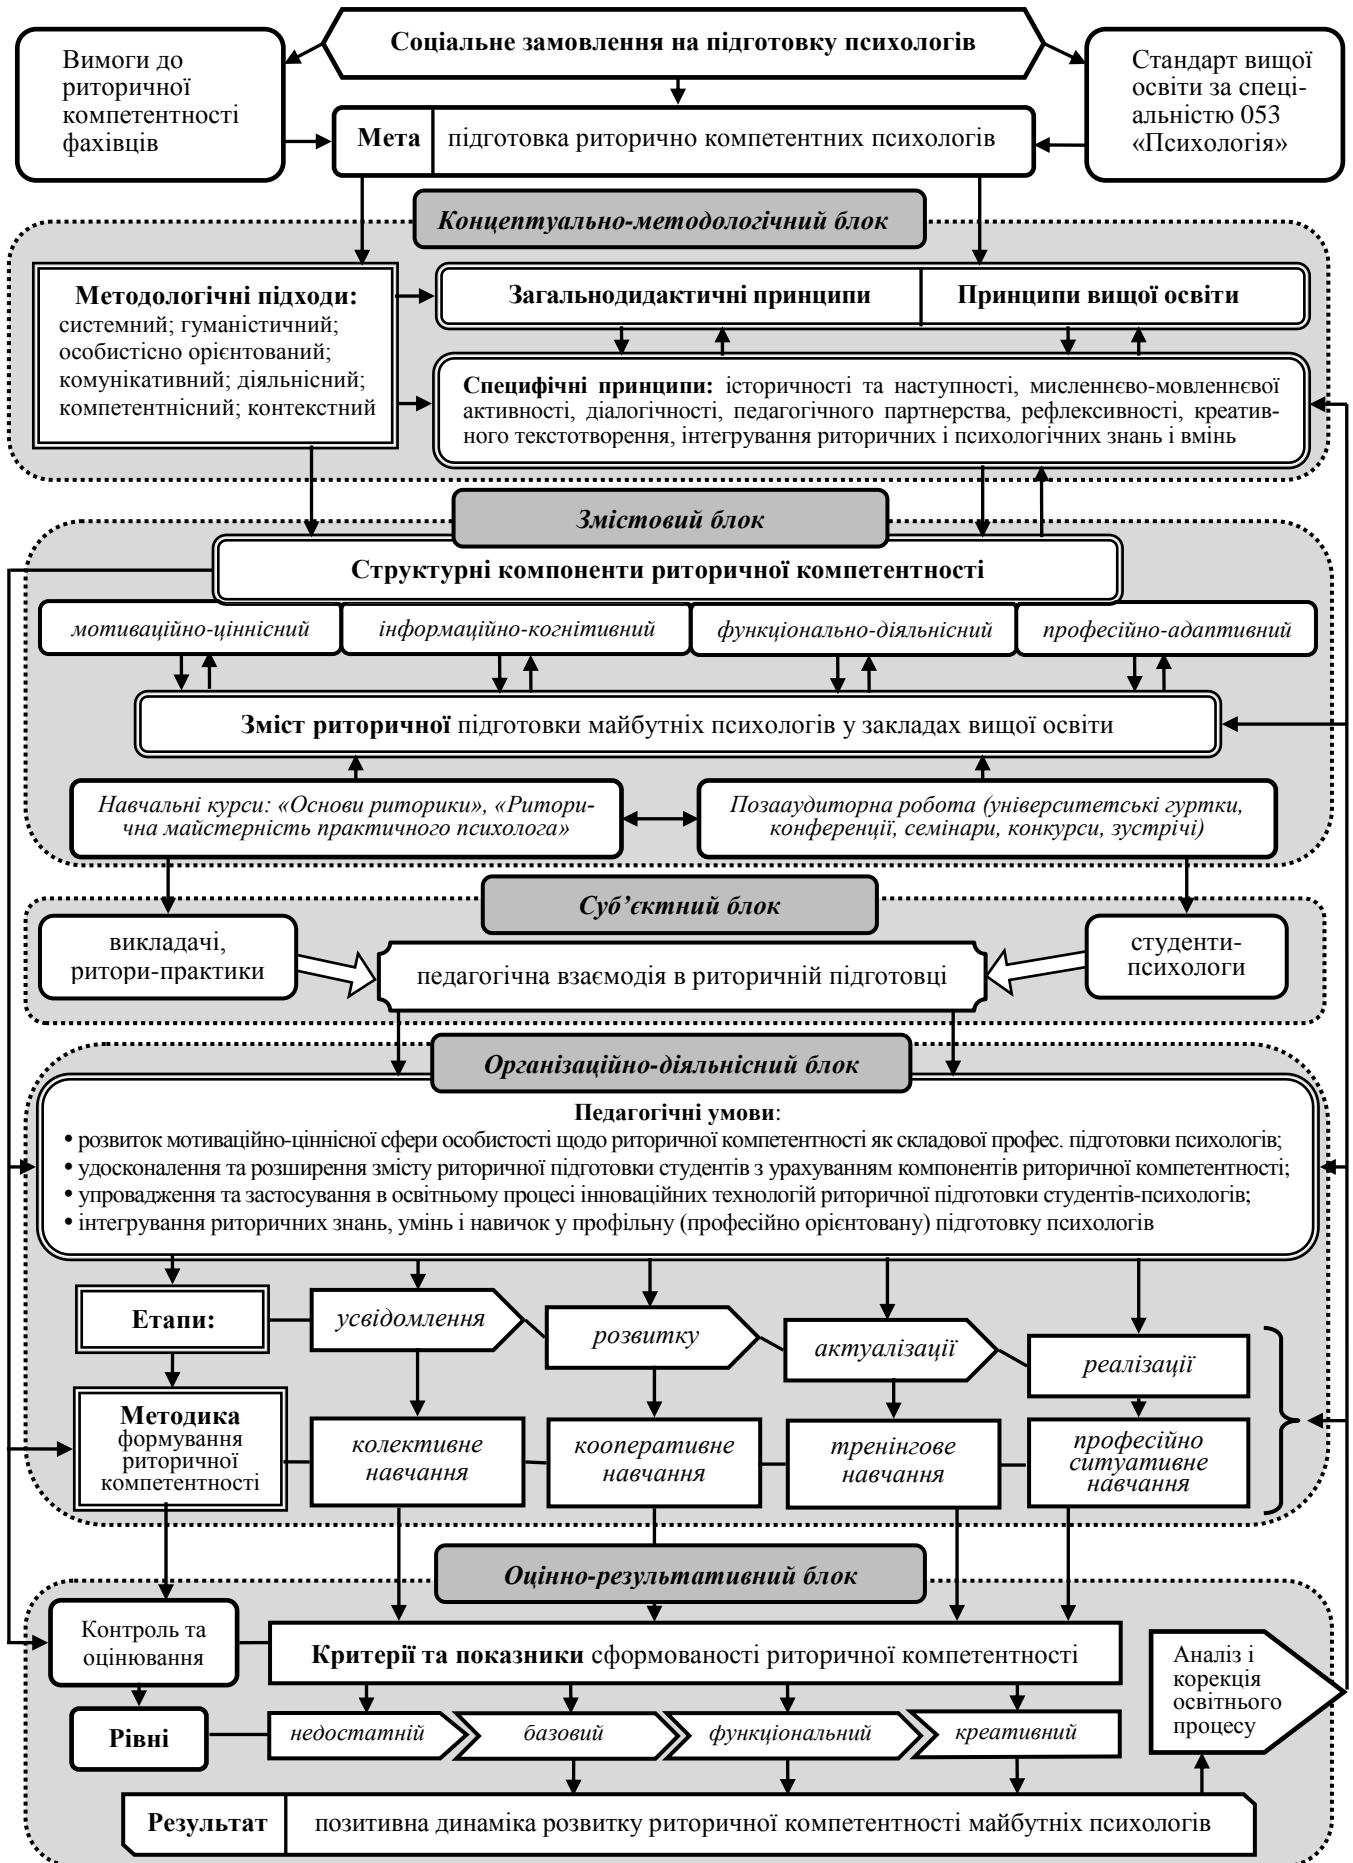 Соціальне замовлення на підготовку психологів
Вимоги до
риторичної
компетентності
фахівців
Стандарт вищої
освіти за спеці-
альністю 053
«Психологія»
Мета підготовка риторично компетентних психологів
Концептуально-методологічний блок
Методологічні підходи:
системний; гуманістичний;
особистісно орієнтований;
комунікативний; діяльнісний;
компетентнісний; контекстний
Загальнодидактичні принципи
Принципи вищої освіти
Специфічні принципи: історичності та наступності, мисленнєво-мовленнєвої
активності, діалогічності, педагогічного партнерства, рефлексивності, креатив-
ного текстотворення, інтегрування риторичних і психологічних знань і вмінь
Змістовий блок
Структурні компоненти риторичної компетентності
мотиваційно-ціннісний
інформаційно-когнітивний
функціонально-діяльнісний
професійно-адаптивний
Зміст риторичної підготовки майбутніх психологів у закладах вищої освіти
Навчальні курси: «Основи риторики», «Ритори-
чна майстерність практичного психолога»
Позааудиторна робота (університетські гуртки,
конференції, семінари, конкурси, зустрічі)
Суб’єктний блок
викладачі,
ритори-практики
педагогічна взаємодія в риторичній підготовці
студенти-
психологи
Організаційно-діяльнісний блок
Педагогічні умови:
• розвиток мотиваційно-ціннісної сфери особистості щодо риторичної компетентності як складової профес. підготовки психологів;
• удосконалення та розширення змісту риторичної підготовки студентів з урахуванням компонентів риторичної компетентності;
• упровадження та застосування в освітньому процесі інноваційних технологій риторичної підготовки студентів-психологів;
• інтегрування риторичних знань, умінь і навичок у профільну (професійно орієнтовану) підготовку психологів
Етапи:
усвідомлення
розвитку
актуалізації
реалізації
Методика
формування
риторичної
компетентності
колективне
навчання
кооперативне
навчання
тренінгове
навчання
професійно
ситуативне
навчання
Оцінно-результативний блок
Контроль та
оцінювання
Критерії та показники сформованості риторичної компетентності
Аналіз і
корекція
освітнього
процесу
Рівні
недостатній
базовий
функціональний
креативний
Результат позитивна динаміка розвитку риторичної компетентності майбутніх психологів